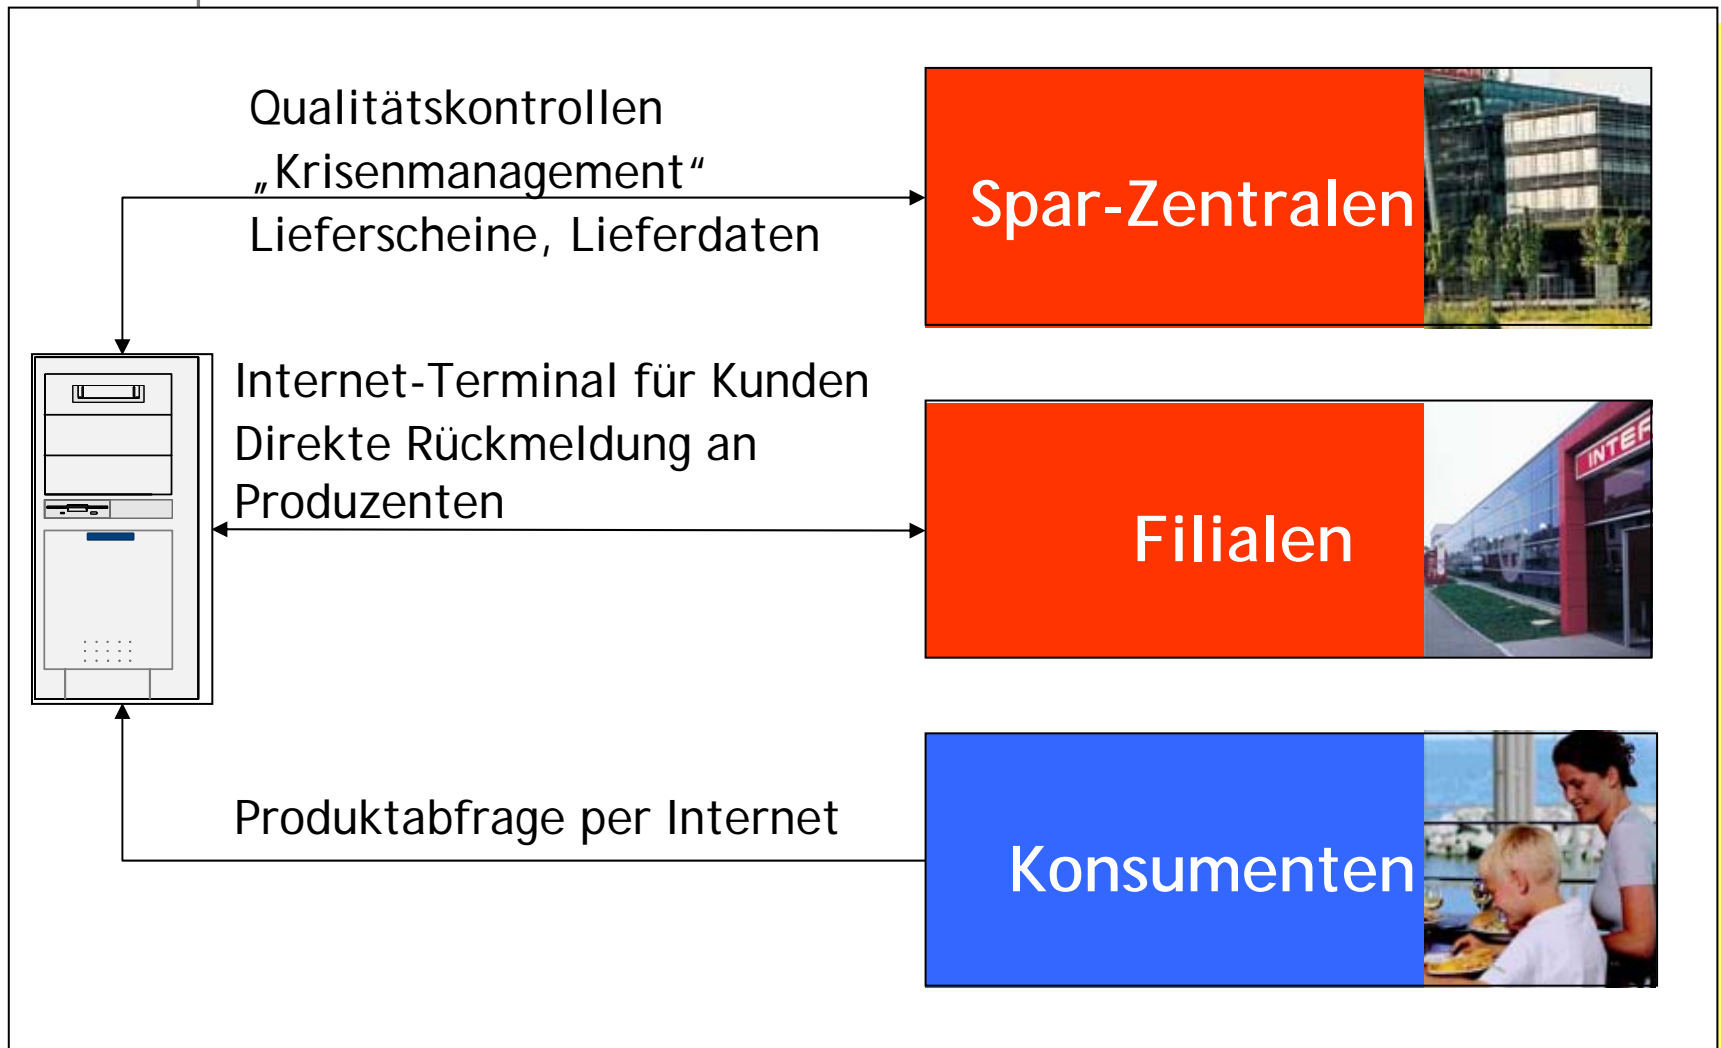 Qualitätskontrollen
„Krisenmanagement“
Lieferscheine, Lieferdaten
Spar-Zentralen
Internet-Terminal für Kunden
Direkte Rückmeldung an
Produzenten
Filialen
INTER
Produktabfrage per Internet
Konsumenten